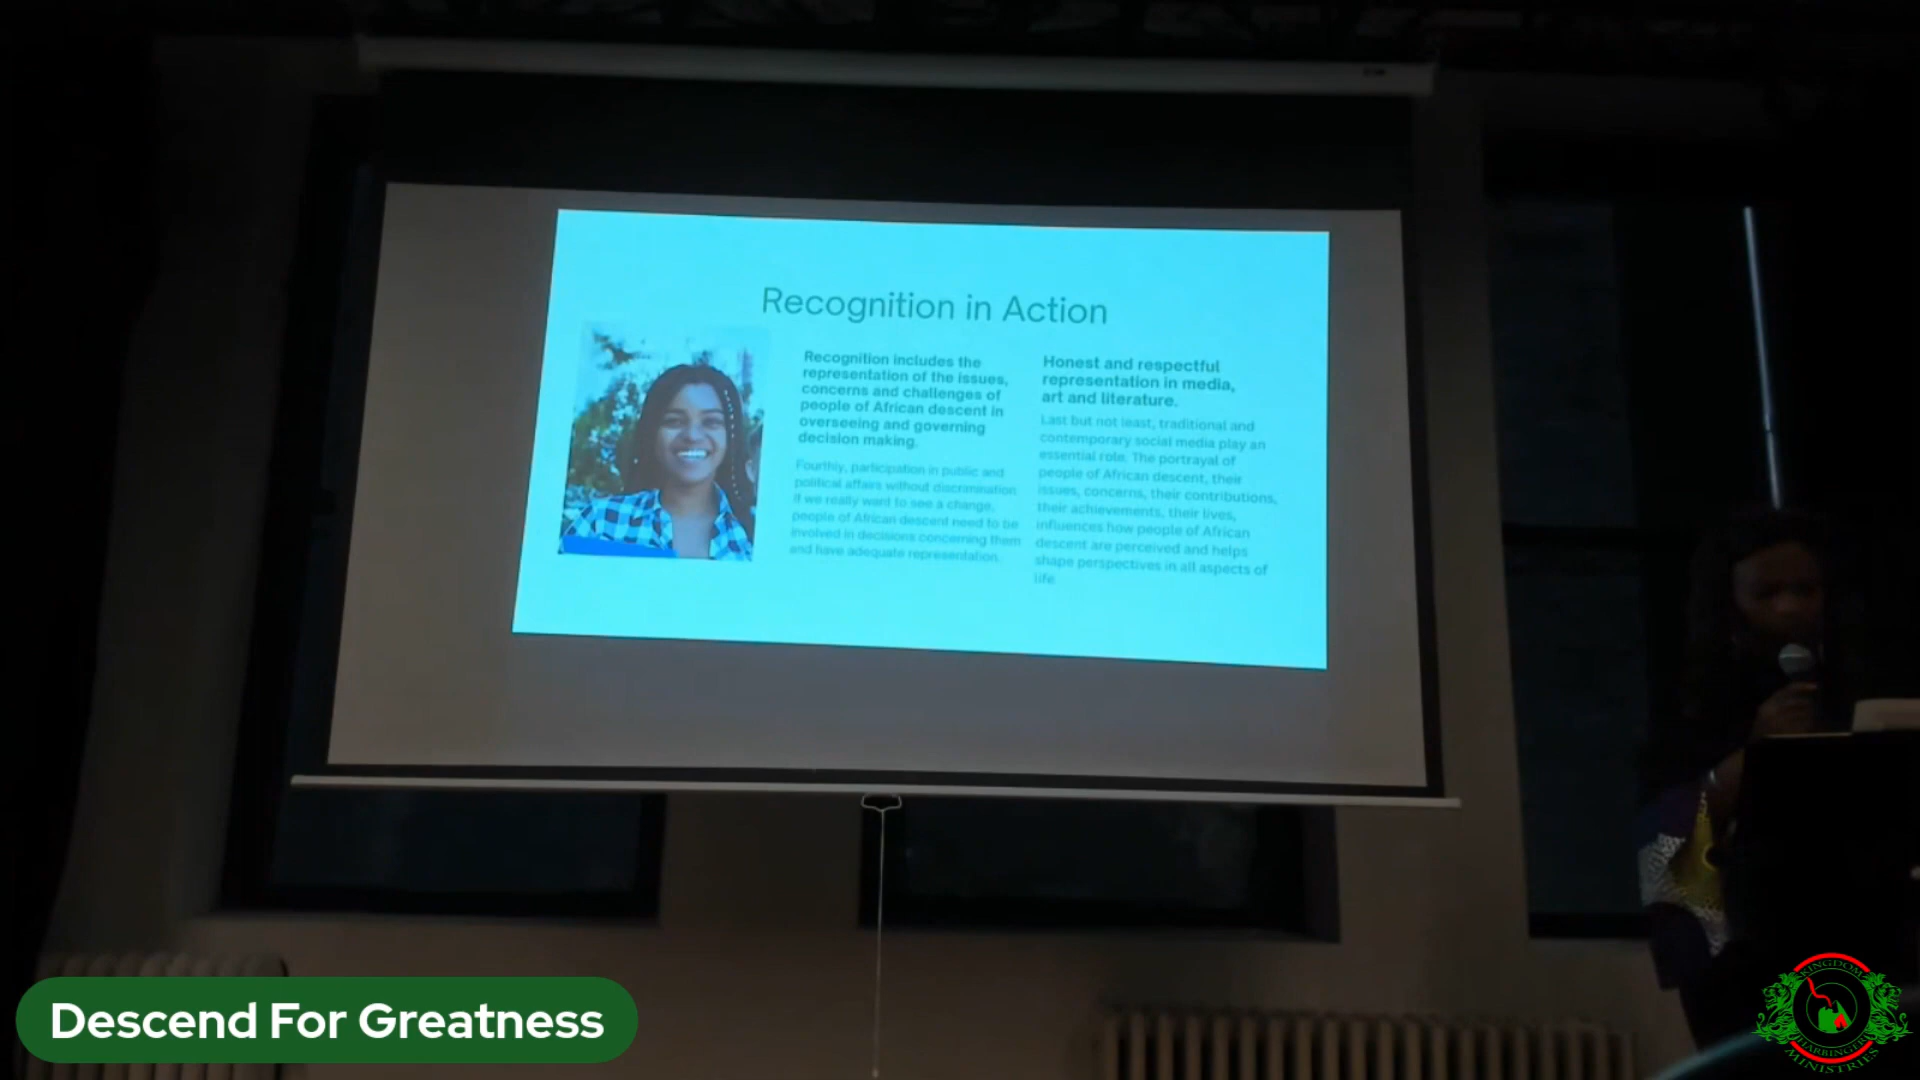 Recognition in Action
Recognition includes the
representation of the issues,
concerns and challenges of
people of African descent in
overseeing and governing
decision making.
Fourthly, participation in public and
political affairs without discrimination.
If we really want to see a change,
people of African descent need to be
involved in decisions concerning them
and have adequate representation.
Honest and respectful
representation in media,
art and literature.
Last but not least, traditional and
contemporary social media play an
essential role. The portrayal of
people of African descent, their
issues, concerns, their contributions,
their achievements, their lives,
influences how people of African
descent are perceived and helps
shape perspectives in all aspects of
life
Descend For Greatness
KINGDOM
HARBINGER
MINISTRIES